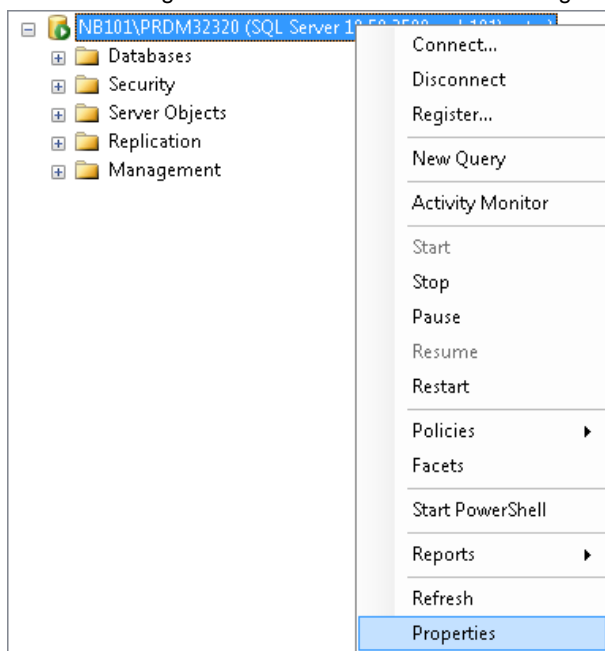 NB101\PRDM32320 (SQL Server 1
Databases
Security
Server Objects
Replication
Management
Connect...
Disconnect
Register...
New Query
Activity Monitor
Start
Stop
Pause
Resume
Restart
Policies
Facets
Start PowerShell
Reports
Refresh
Properties